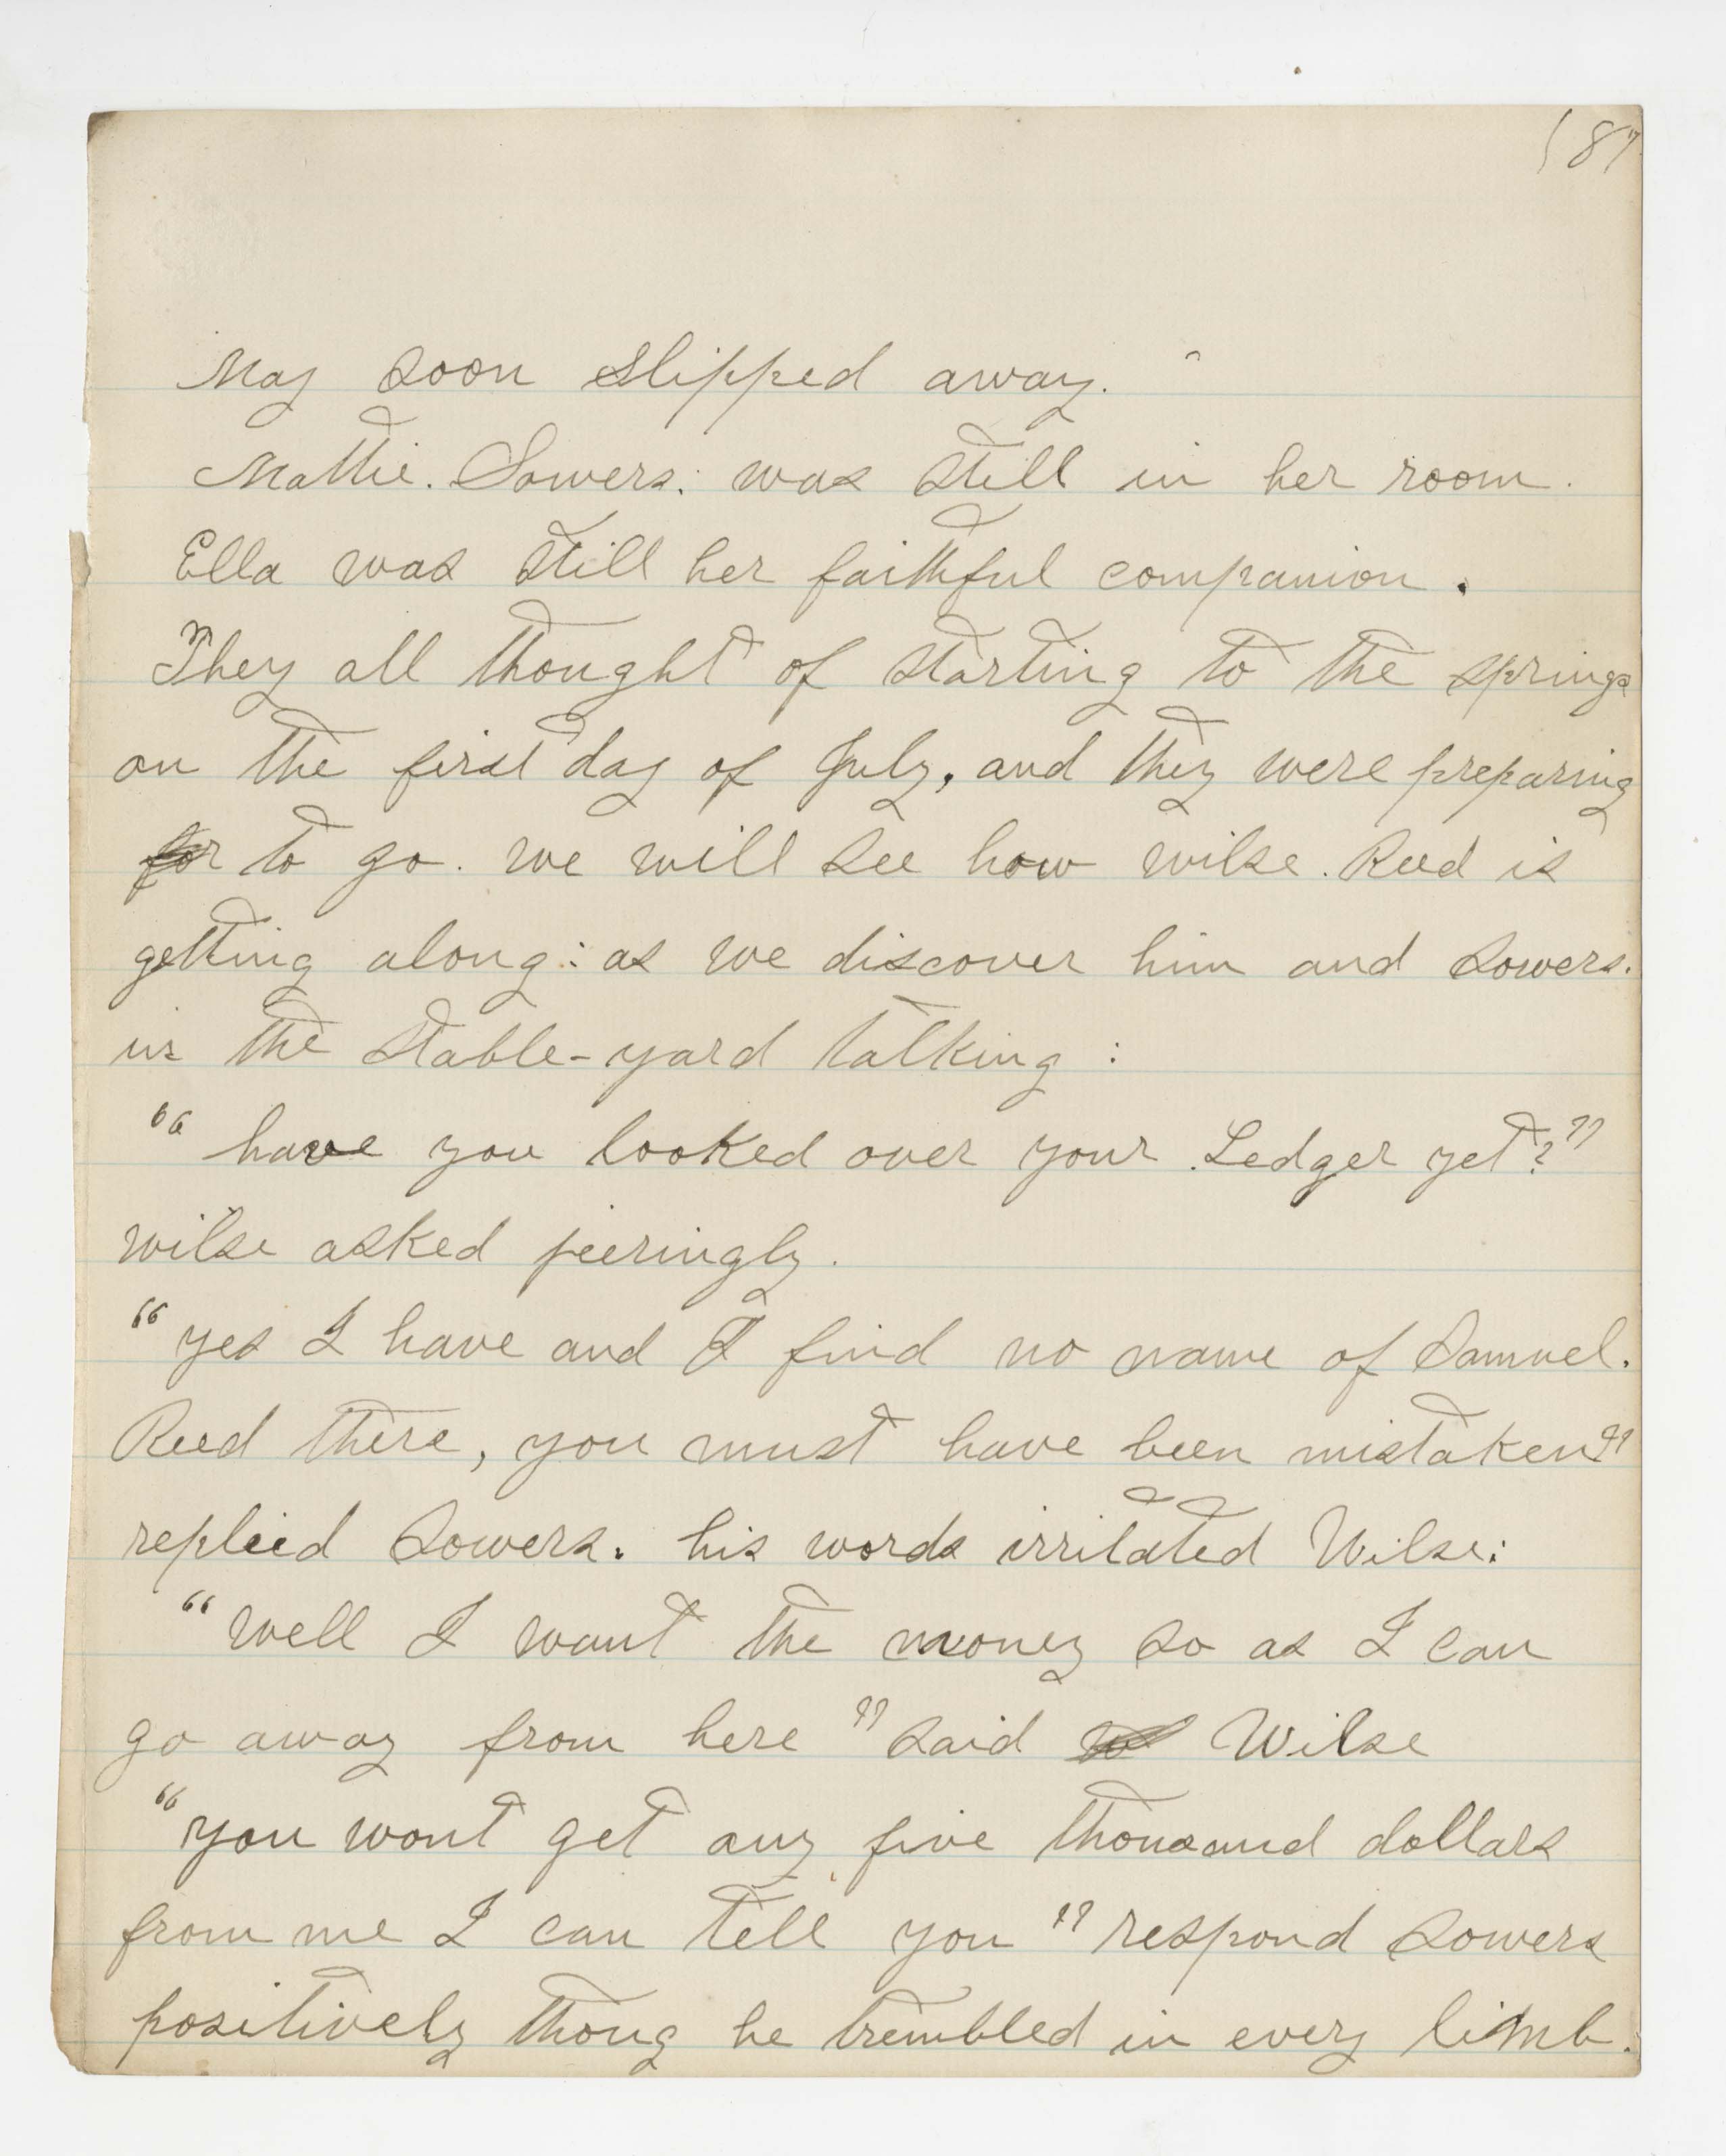 187
May soon slipped away.
Mattie. Sowers. was still in her room.
Ella was still her faithful companion.
They all thought of starting to the springs
on the first day of July, and they were preparing
for to go. we will see how wilse. Reed is
getting along: as we discover him and Sowers.
in the stable-yard talking:
"have you looked over your Ledger yet?"
wilse asked jeeringly.
"yes I have and I find no name of Samuel.
Reed there, you must have been mistaken"
replied Sowers. his words irritated Wilse:
"well I want the money so as I can
go away from here" said Wilse
"you wont get any five thousand dollars
from me I can tell you" respond Sowers
positively thoug he trembled in every limb.